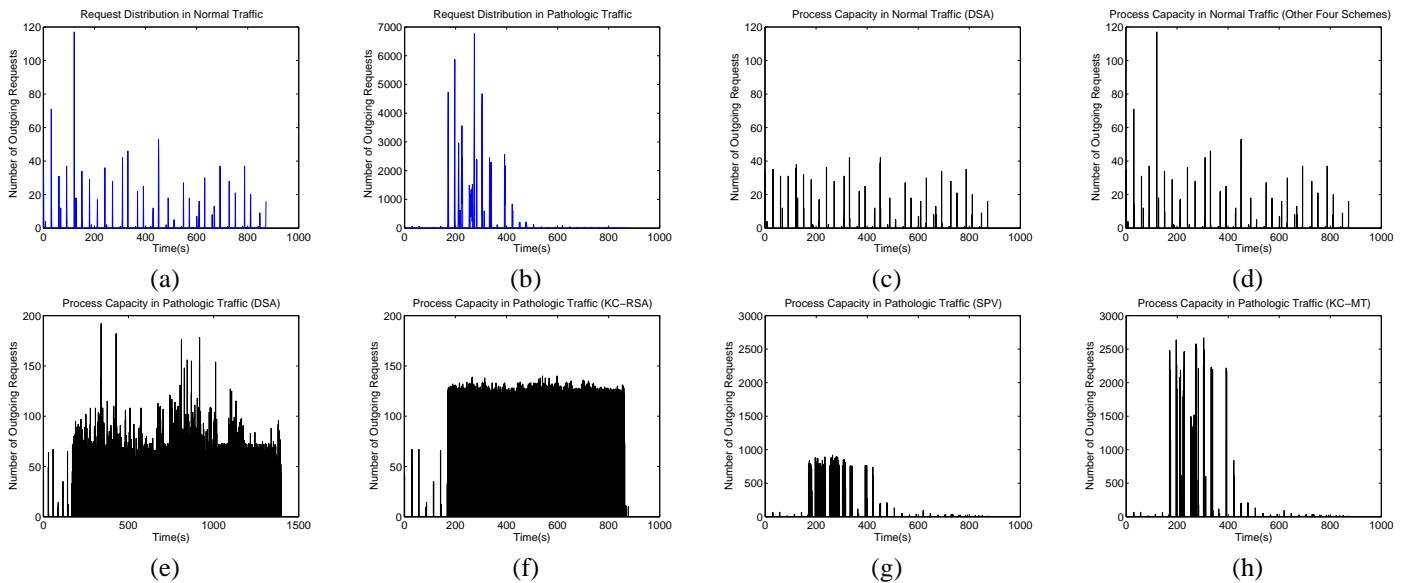 Request Distribution in Normal Traffic
120
100
80
60
40
20
0
0 200 400 600 800 1000
Number of Outgoing Requests
Time(s)
(a)
Request Distribution in Pathologic Traffic
7000
6000
5000
4000
3000
2000
1000
0
0 200 400 600 800 1000
Number of Outgoing Requests
Time(s)
(b)
Process Capacity in Normal Traffic (DSA)
120
100
80
60
40
20
0
0 200 400 600 800 1000
Number of Outgoing Requests
Time(s)
(c)
Process Capacity in Normal Traffic (Other Four Schemes)
120
100
80
60
40
20
0
0 200 400 600 800 1000
Number of Outgoing Requests
Time(s)
(d)
Process Capacity in Pathologic Traffic (DSA)
200
150
100
50
0
0 500 1000 1500
Number of Outgoing Requests
Time(s)
(e)
Process Capacity in Pathologic Traffic (KC−RSA)
200
150
100
50
0
0 200 400 600 800 1000
Number of Outgoing Requests
Time(s)
(f)
Process Capacity in Pathologic Traffic (SPV)
3000
2500
2000
1500
1000
500
0
0 200 400 600 800 1000
Number of Outgoing Requests
Time(s)
(g)
Process Capacity in Pathologic Traffic (KC−MT)
3000
2500
2000
1500
1000
500
0
0 200 400 600 800 1000
Number of Outgoing Requests
Time(s)
(h)